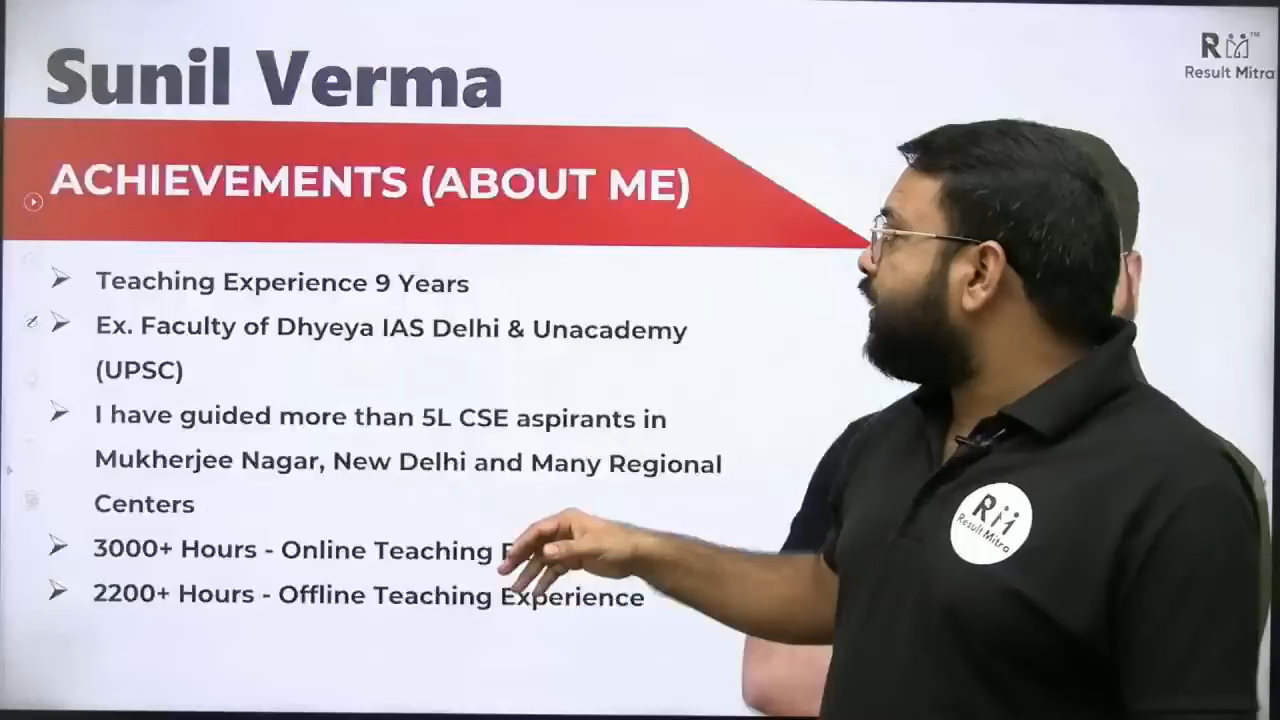 Sunil Verma
RM™
Result Mitra
ACHIEVEMENTS (ABOUT ME)
Teaching Experience 9 Years
Ex. Faculty of Dhyeya IAS Delhi & Unacademy
(UPSC)
I have guided more than 5L CSE aspirants in
Mukherjee Nagar, New Delhi and Many Regional
Centers
3000+ Hours - Online Teaching
2200+ Hours - Offline Teaching Experience
RM
Result Mitra